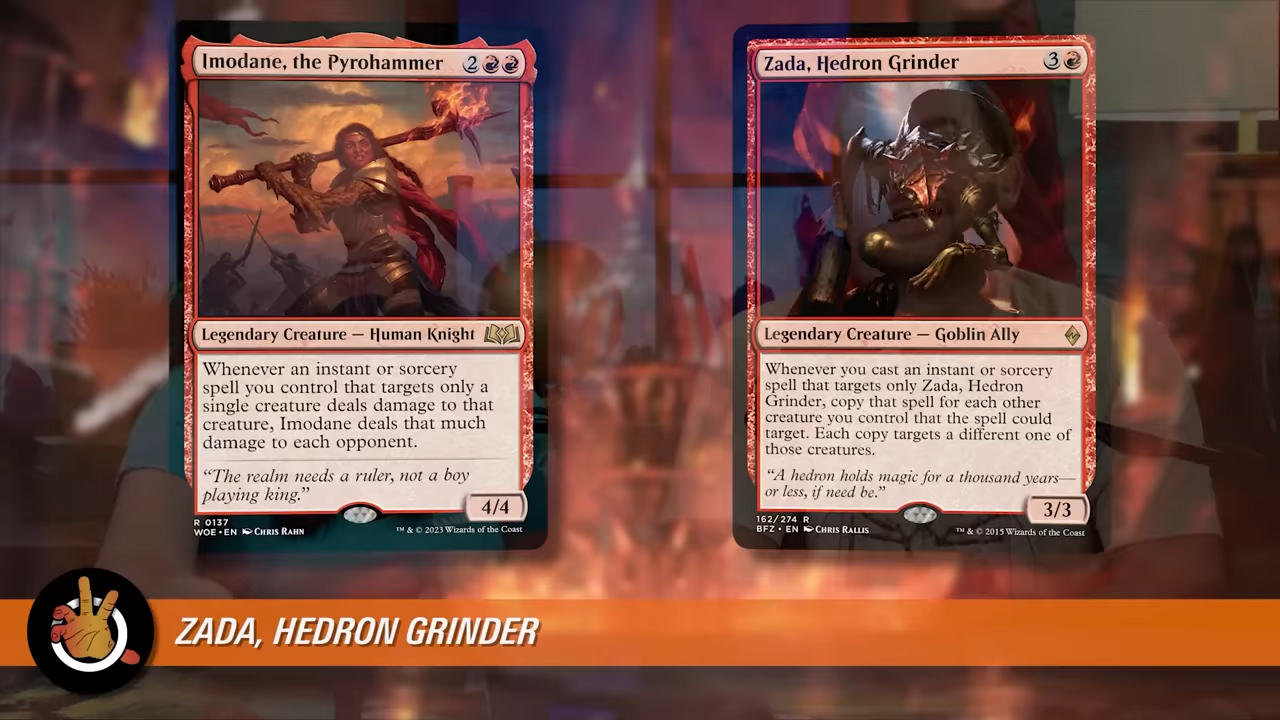 Imodane, the Pyrohammer 2
Legendary Creature — Human Knight
Whenever an instant or sorcery
spell you control that targets only a
single creature deals damage to that
creature, Imodane deals that much
damage to each opponent.
“The realm needs a ruler, not a boy
playing king.”
4/4
R 0137
WOE • EN Chris Rahn
™ & © 2023 Wizards of the Coast
Zada, Hedron Grinder 3
Legendary Creature — Goblin Ally
Whenever you cast an instant or sorcery
spell that targets only Zada, Hedron
Grinder, copy that spell for each other
creature you control that the spell could
target. Each copy targets a different one of
those creatures.
“A hedron holds magic for a thousand years—
or less, if need be.”
3/3
162/274 R
BFZ • EN Chris Rallis
™ & © 2015 Wizards of the Coast
ZADA, HEDRON GRINDER